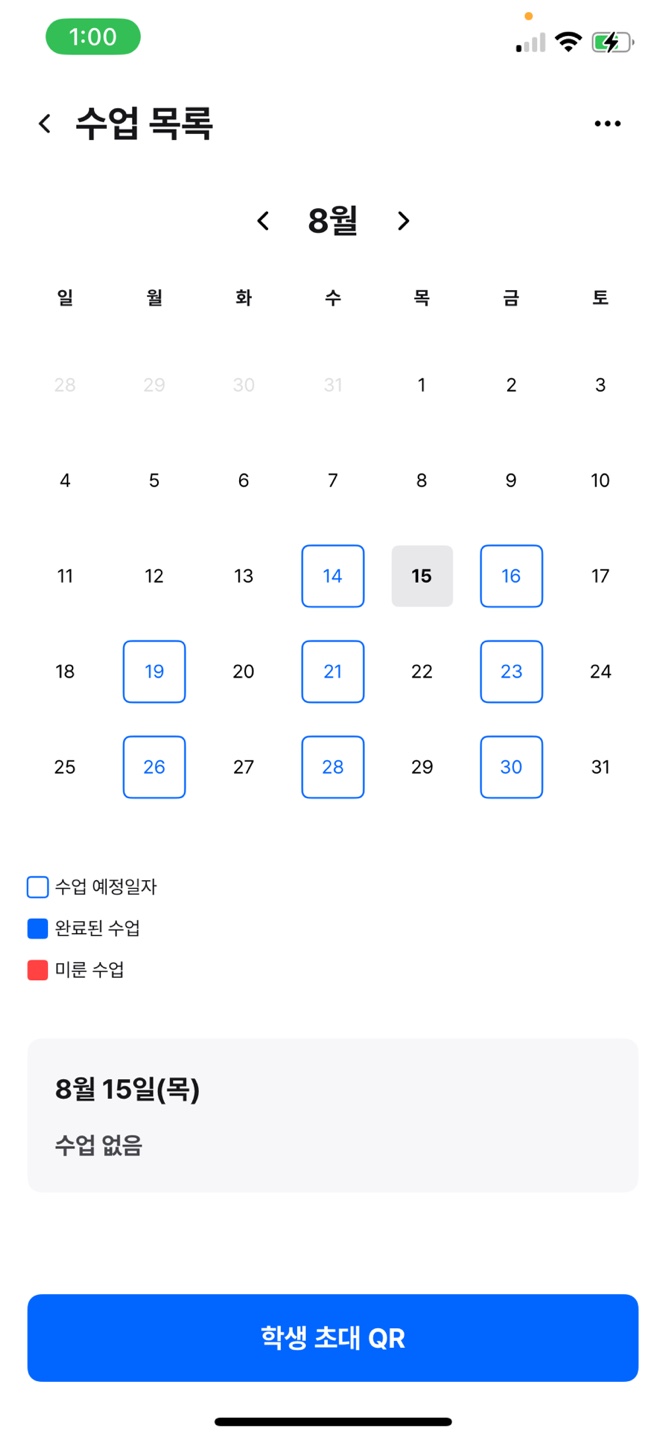 1:00
수업 목록
8월
일 월 화 수 목 금 토
28 29 30 31 1 2 3
4 5 6 7 8 9 10
11 12 13 14 15 16 17
18 19 20 21 22 23 24
25 26 27 28 29 30 31
수업 예정일자
완료된 수업
미룬 수업
8월 15일(목)
수업 없음
학생 초대 QR